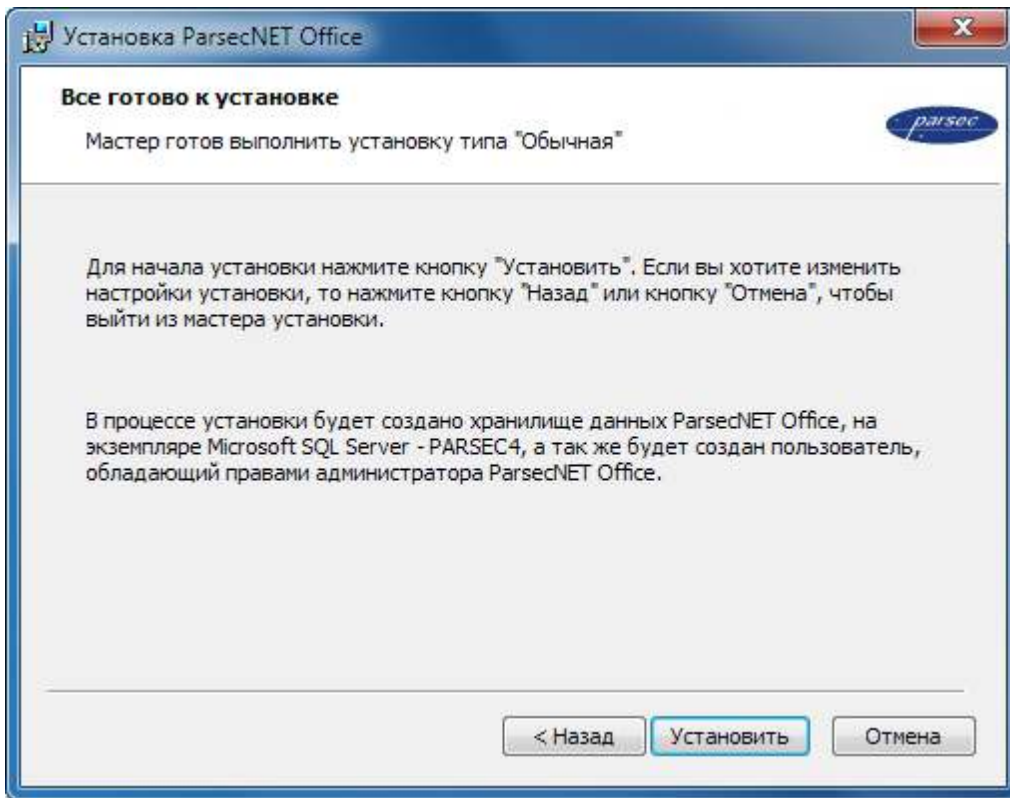 Установка ParsecNET Office
Все готово к установке
Мастер готов выполнить установку типа "Обычная"
parsec
Для начала установки нажмите кнопку "Установить". Если вы хотите изменить
настройки установки, то нажмите кнопку "Назад" или кнопку "Отмена", чтобы
выйти из мастера установки.
В процессе установки будет создано хранилище данных ParsecNET Office, на
экземпляре Microsoft SQL Server - PARSEC4, а так же будет создан пользователь,
обладающий правами администратора ParsecNET Office.
< Назад Установить Отмена